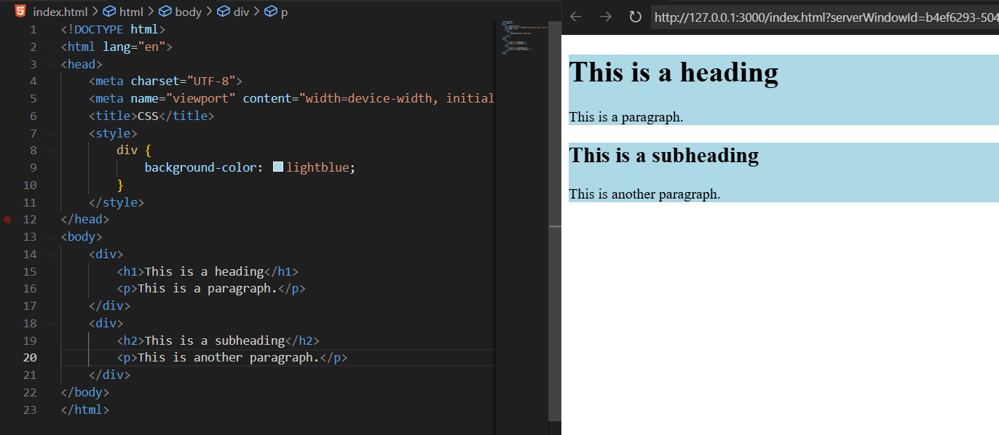 index.html > html > body > div > p
1 <!DOCTYPE html>
2 <html lang="en">
3 <head>
4 <meta charset="UTF-8">
5 <meta name="viewport" content="width=device-width, initial
6 <title>CSS</title>
7 <style>
8 div {
9 background-color: lightblue;
10 }
11 </style>
12 </head>
13 <body>
14 <div>
15 <h1>This is a heading</h1>
16 <p>This is a paragraph.</p>
17 </div>
18 <div>
19 <h2>This is a subheading</h2>
20 <p>This is another paragraph.</p>
21 </div>
22 </body>
23 </html>
http://127.0.0.1:3000/index.html?serverWindowId=b4ef6293-504
This is a heading
This is a paragraph.
This is a subheading
This is another paragraph.